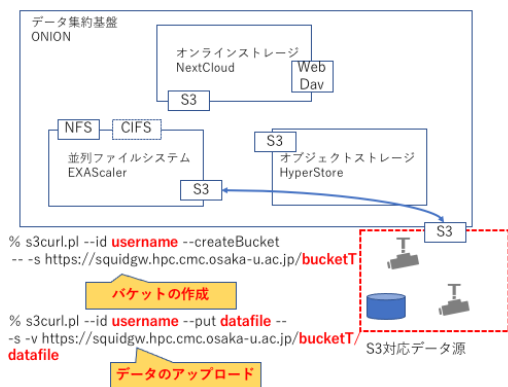 データ集約基盤
ONION
オンラインストレージ
NextCloud
Web
Dav
S3
NFS
CIFS
並列ファイルシステム
EXAScaler
S3
S3
オブジェクトストレージ
HyperStore
S3
% s3curl.pl --id username --createBucket
-- -s https://squidgw.hpc.cmc.osaka-u.ac.jp/bucketT
バケットの作成
% s3curl.pl --id username --put datafile --
-s -v https://squidgw.hpc.cmc.osaka-u.ac.jp/bucketT/
datafile
データのアップロード
S3対応データ源